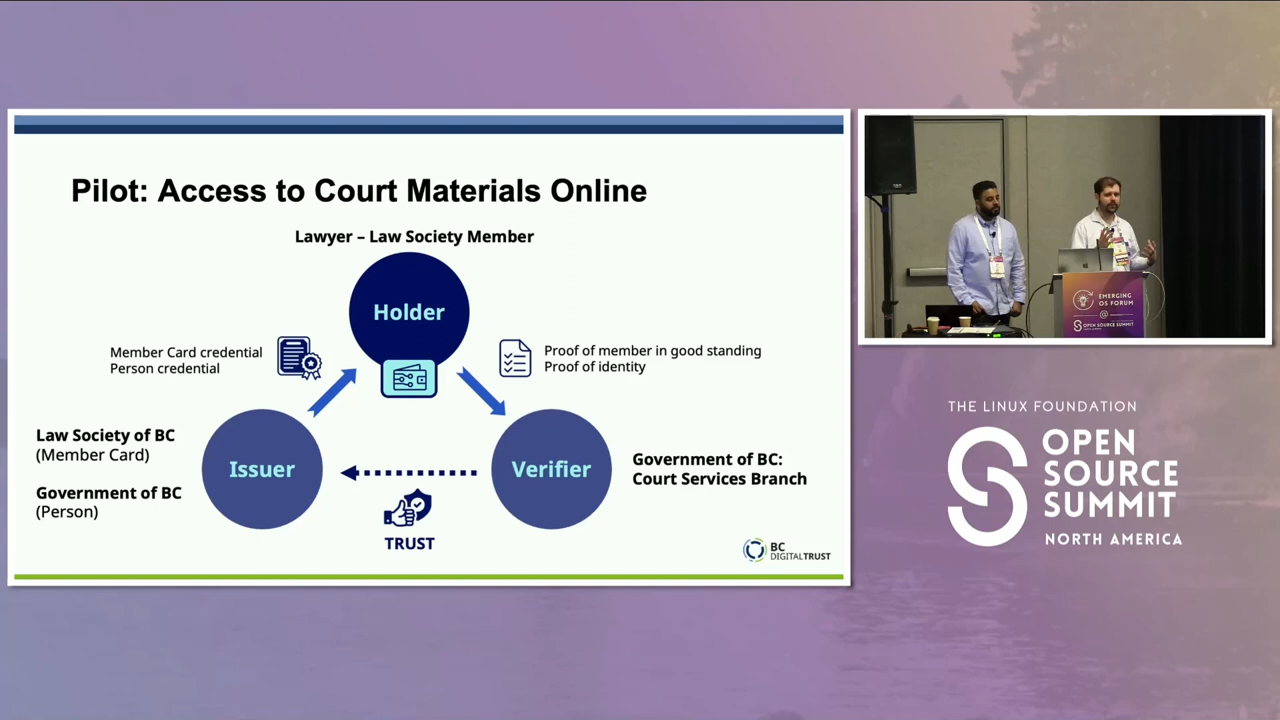 Pilot: Access to Court Materials Online
Lawyer – Law Society Member
Holder
Member Card credential
Person credential
Proof of member in good standing
Proof of identity
Law Society of BC
(Member Card)
Government of BC
(Person)
Issuer
Verifier
Government of BC:
Court Services Branch
TRUST
BC
DIGITALTRUST
EMERGING
OS FORUM
@
OPEN SOURCE SUMMIT
THE LINUX FOUNDATION
OPEN
SOURCE
SUMMIT
NORTH AMERICA